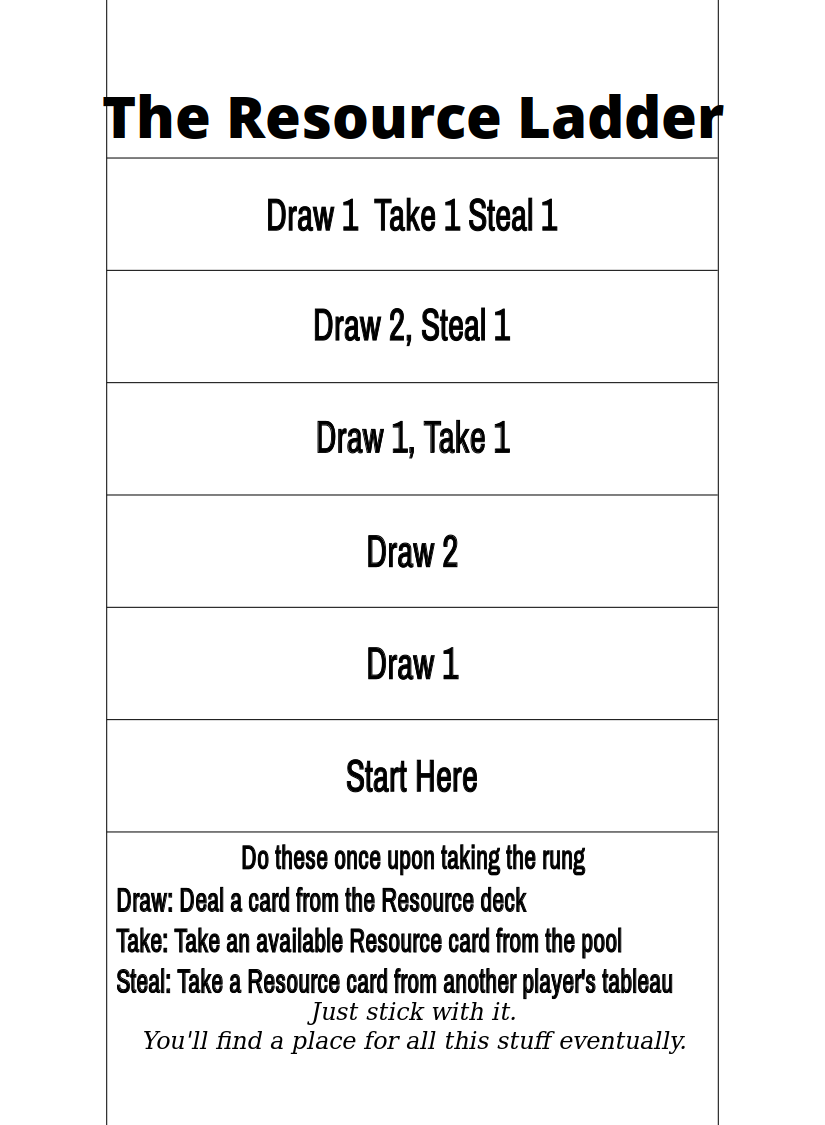 The Resource Ladder
Draw 1  Take 1 Steal 1
Draw 2, Steal 1
Draw 1, Take 1
Draw 2
Draw 1
Start Here
Do these once upon taking the rung
Draw: Deal a card from the Resource deck
Take: Take an available Resource card from the pool
Steal: Take a Resource card from another player's tableau
Just stick with it.
You'll find a place for all this stuff eventually.